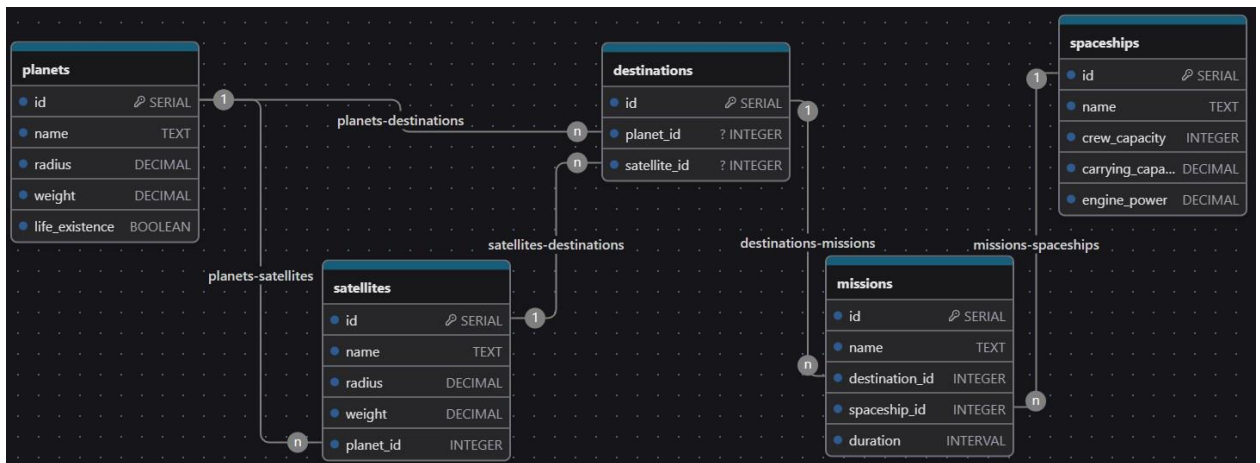 planets
id SERIAL
name TEXT
radius DECIMAL
weight DECIMAL
life_existence BOOLEAN
1
planets-destinations
n
n
destinations
id SERIAL
planet_id ? INTEGER
satellite_id ? INTEGER
1
spaceships
1
id SERIAL
name TEXT
crew_capacity INTEGER
carrying_capa... DECIMAL
engine_power DECIMAL
planets-satellites
satellites-destinations
destinations-missions
missions-spaceships
satellites
id SERIAL
name TEXT
radius DECIMAL
weight DECIMAL
planet_id INTEGER
1
n
missions
id SERIAL
name TEXT
destination_id INTEGER
spaceship_id INTEGER
duration INTERVAL
n
n